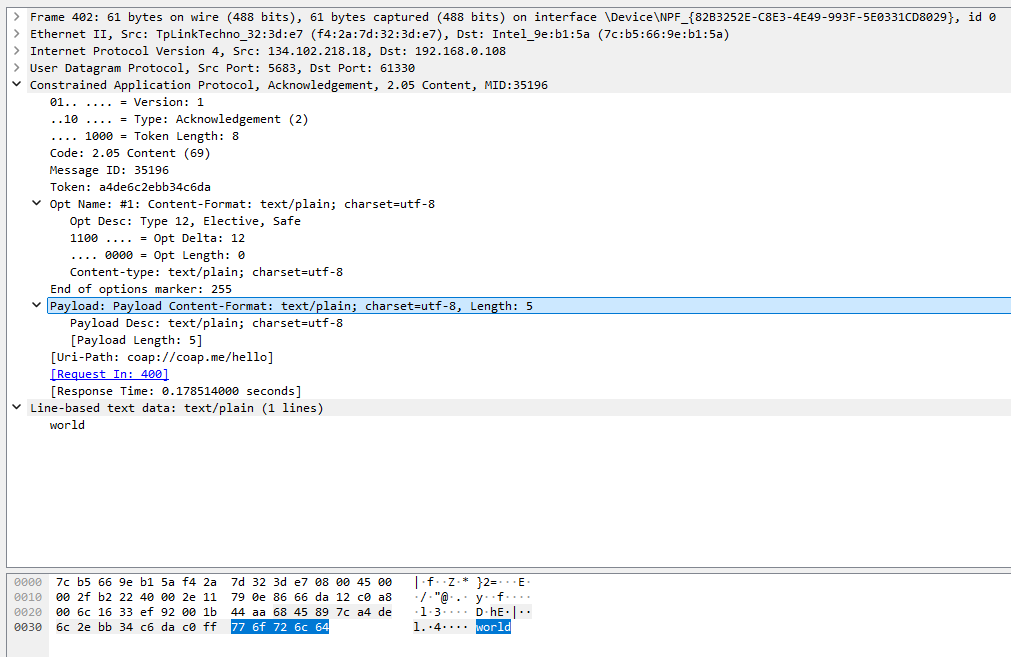 Frame 402: 61 bytes on wire (488 bits), 61 bytes captured (488 bits) on interface \Device\NPF_{82B3252E-C8E3-4E49-993F-5E0331CD8029}, id 0
Ethernet II, Src: TpLinkTechno_32:3d:e7 (f4:2a:7d:32:3d:e7), Dst: Intel_9e:b1:5a (7c:b5:66:9e:b1:5a)
Internet Protocol Version 4, Src: 134.102.218.18, Dst: 192.168.0.108
User Datagram Protocol, Src Port: 5683, Dst Port: 61330
Constrained Application Protocol, Acknowledgement, 2.05 Content, MID:35196
01.. .... = Version: 1
..10 .... = Type: Acknowledgement (2)
.... 1000 = Token Length: 8
Code: 2.05 Content (69)
Message ID: 35196
Token: a4de6c2ebb34c6da
Opt Name: #1: Content-Format: text/plain; charset=utf-8
Opt Desc: Type 12, Elective, Safe
1100 .... = Opt Delta: 12
.... 0000 = Opt Length: 0
Content-type: text/plain; charset=utf-8
End of options marker: 255
Payload: Payload Content-Format: text/plain; charset=utf-8, Length: 5
Payload Desc: text/plain; charset=utf-8
[Payload Length: 5]
[Uri-Path: coap://coap.me/hello]
[Request In: 400]
[Response Time: 0.178514000 seconds]
Line-based text data: text/plain (1 lines)
world
0000 7c b5 66 9e b1 5a f4 2a 7d 32 3d e7 08 00 45 00 |·f··Z·* }2=···E·
0010 00 2f b2 22 40 00 2e 11 79 0e 86 66 da 12 c0 a8 ·/·"@·.· y··f····
0020 00 6c 16 33 ef 92 00 1b 44 aa 68 45 89 7c a4 de ·l·3···· D·hE·|··
0030 6c 2e bb 34 c6 da c0 ff 77 6f 72 6c 64 l.·4···· world